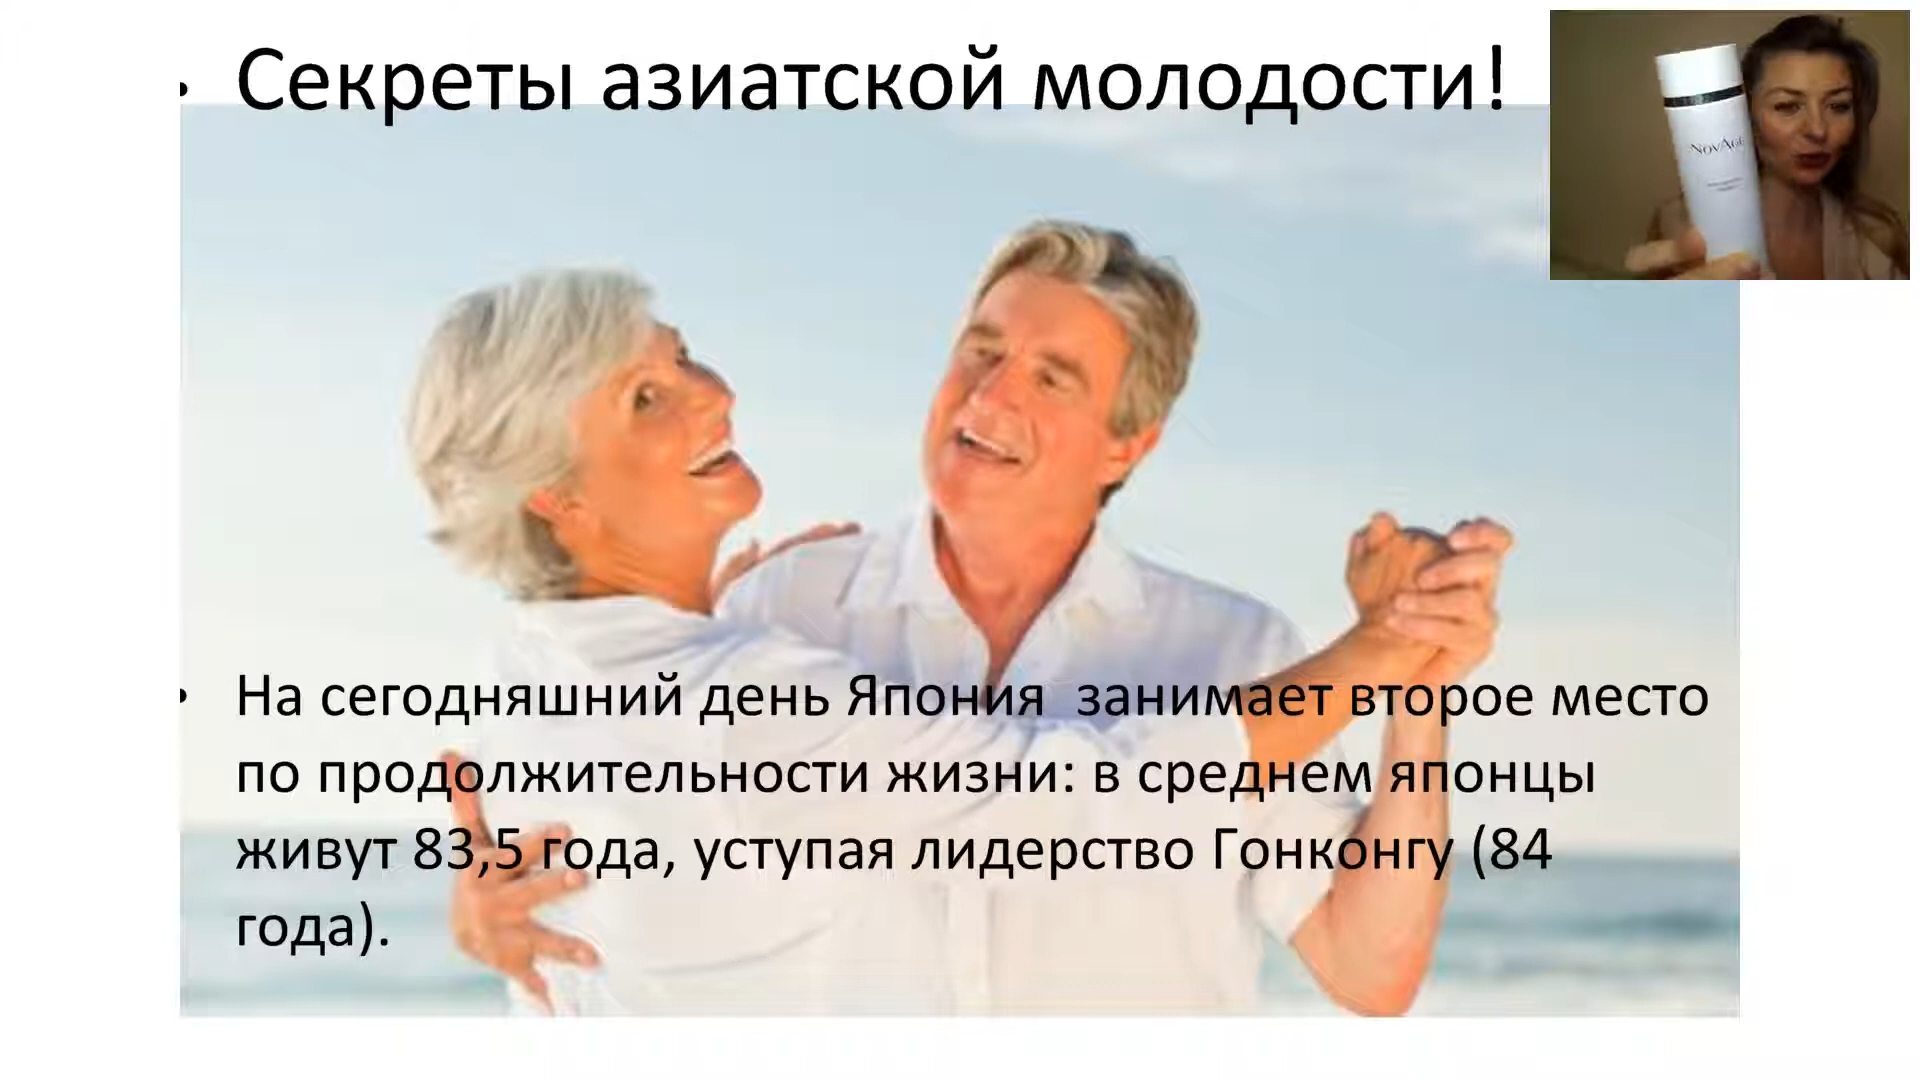 • Секреты азиатской молодости!
NovAge
• На сегодняшний день Япония  занимает второе место
по продолжительности жизни: в среднем японцы
живут 83,5 года, уступая лидерство Гонконгу (84
года).